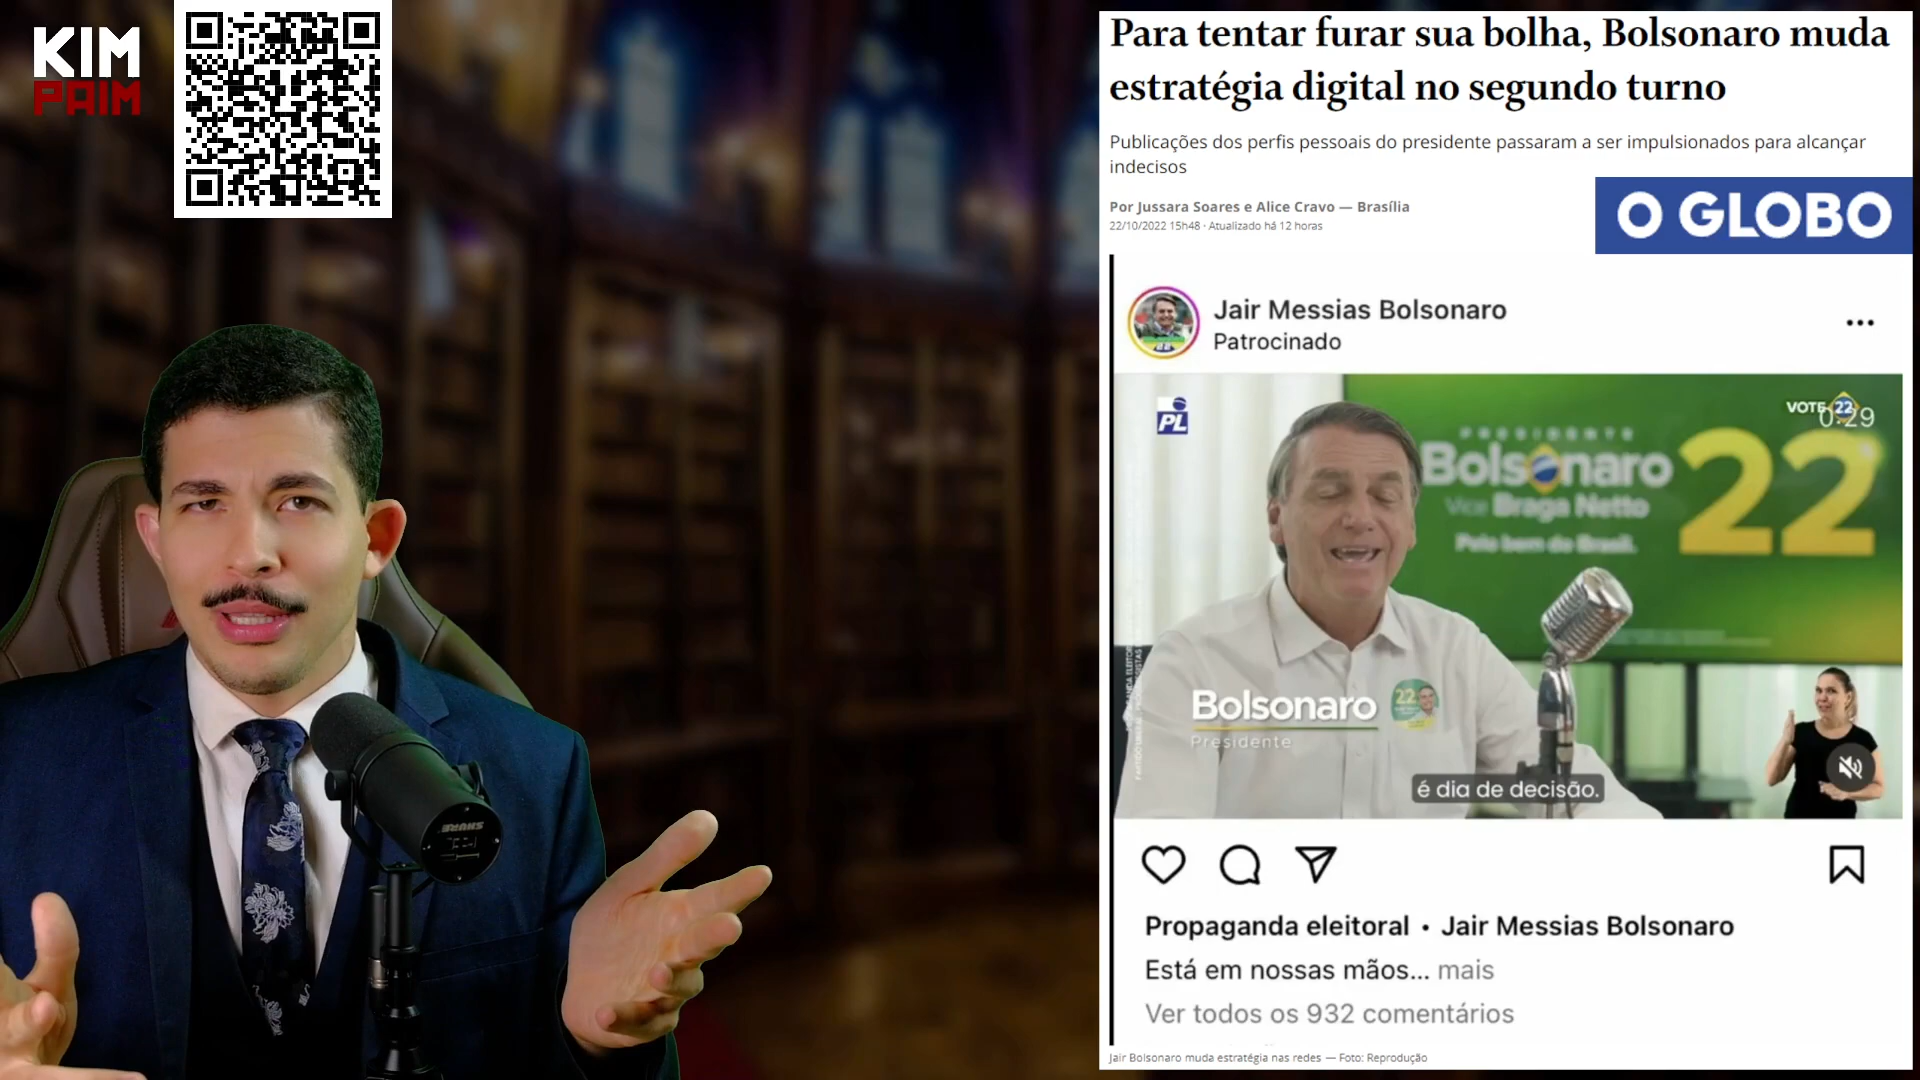 KIM
PAIM
Para tentar furar sua bolha, Bolsonaro muda
estratégia digital no segundo turno
Publicações dos perfis pessoais do presidente passaram a ser impulsionados para alcançar
indecisos
Por Jussara Soares e Alice Cravo — Brasília
22/10/2022 15h48 · Atualizado há 12 horas
O GLOBO
Jair Messias Bolsonaro
Patrocinado
PL
VOTE 22
0:29
PRESIDENTE
Bolsonaro
Vice Braga Netto
22
Pelo bem do Brasil.
Bolsonaro
22
Presidente
é dia de decisão.
SHURE
Propaganda eleitoral • Jair Messias Bolsonaro
Está em nossas mãos... mais
Ver todos os 932 comentários
Jair Bolsonaro muda estratégia nas redes — Foto: Reprodução